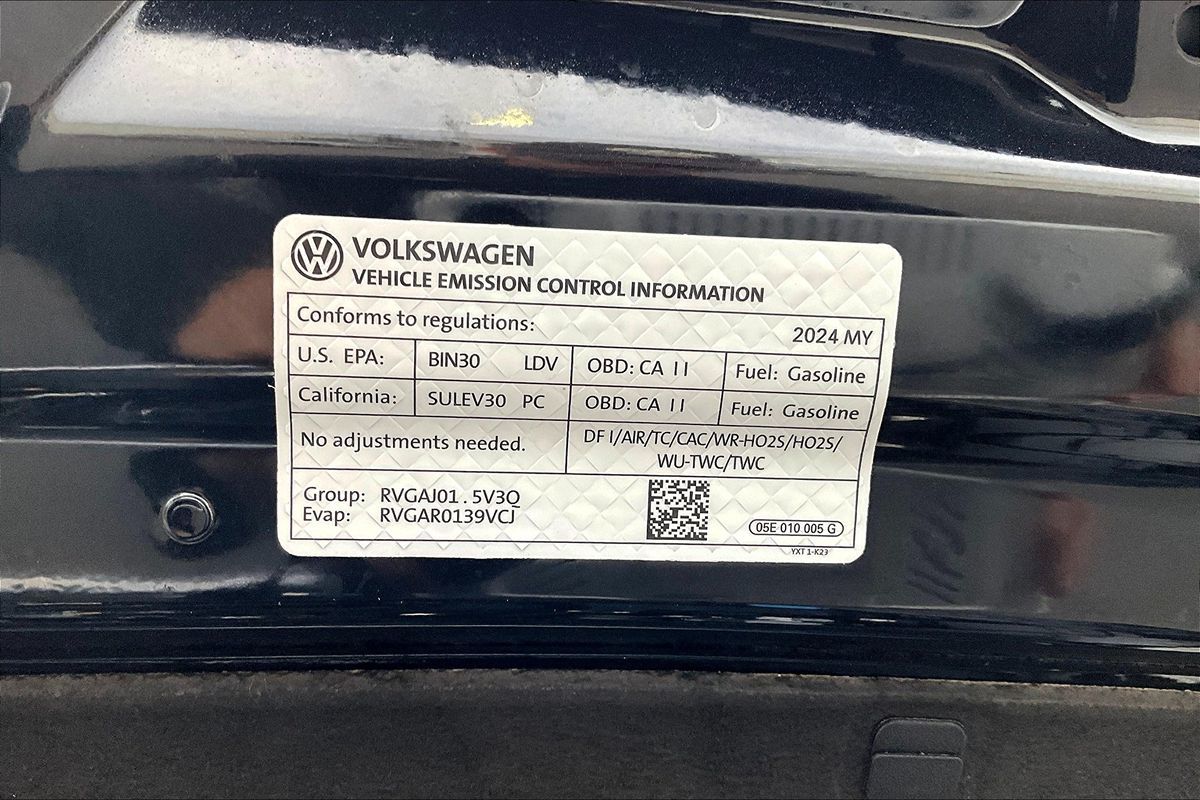 VOLKSWAGEN
VEHICLE EMISSION CONTROL INFORMATION
Conforms to regulations: 2024 MY
U.S. EPA: BIN30 LDV OBD: CA II Fuel: Gasoline
California: SULEV30 PC OBD: CA II Fuel: Gasoline
No adjustments needed.
DF I/AIR/TC/CAC/WR-HO2S/HO2S/
WU-TWC/TWC
Group: RVGAJ01.5V3Q
Evap: RVGAR0139VCJ
05E 010 005 G
YXT 1-K23